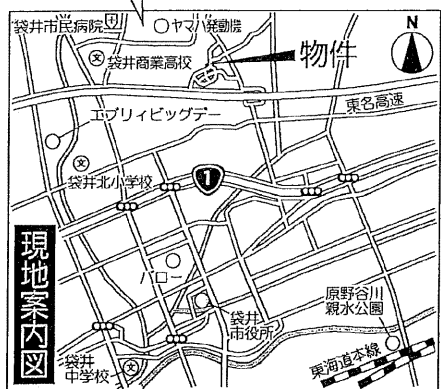 袋井市民病院
ヤマハ発動機
N
文
袋井商業高校
物件
東名高速
エブリィビッグデー
文
袋井北小学校
1
現地案内図
バロー
袋井
市役所
原野谷川
親水公園
袋井
中学校
文
東海道本線